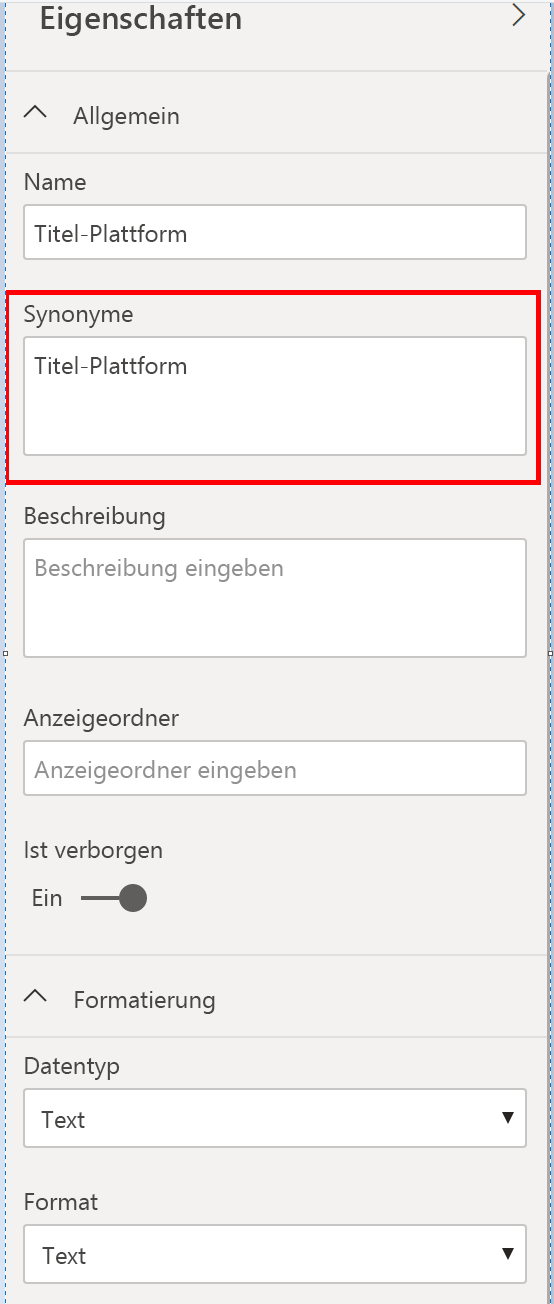 Eigenschaften
Allgemein
Name
Titel-Plattform
Synonyme
Titel-Plattform
Beschreibung
Beschreibung eingeben
Anzeigeordner
Anzeigeordner eingeben
Ist verborgen
Ein
Formatierung
Datentyp
Text
Format
Text